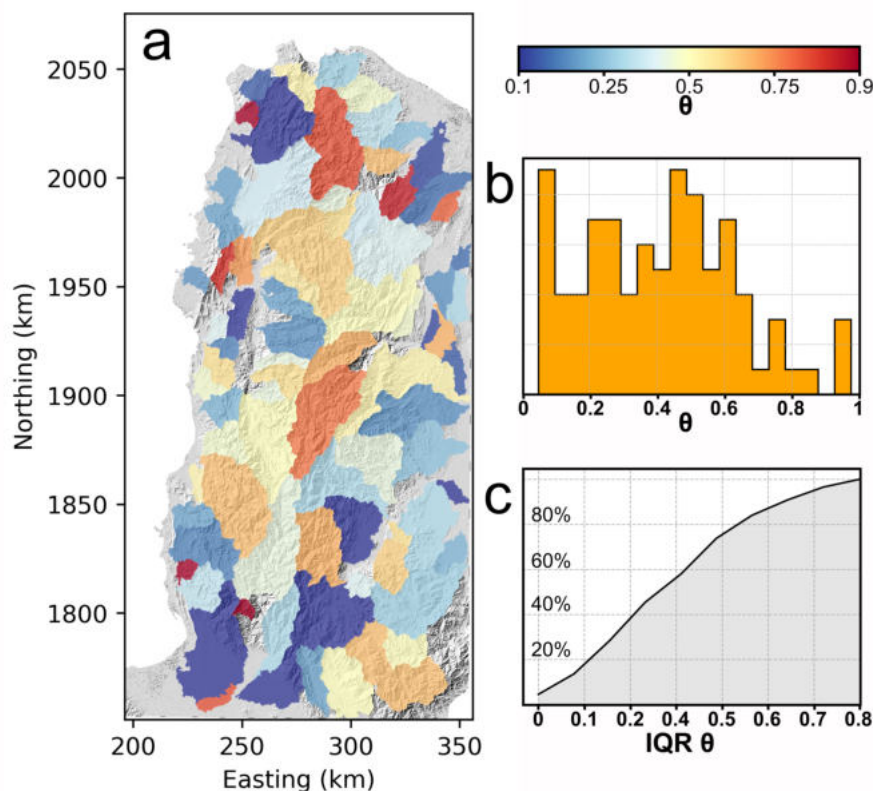 a
2050
2000
1950
1900
1850
1800
Northing (km)
200 250 300 350
Easting (km)
0.1 0.25 0.5 0.75 0.9
θ
b
0 0.2 0.4 0.6 0.8 1
θ
c
80%
60%
40%
20%
0 0.1 0.2 0.4 0.5 0.6 0.7 0.8
IQR θ